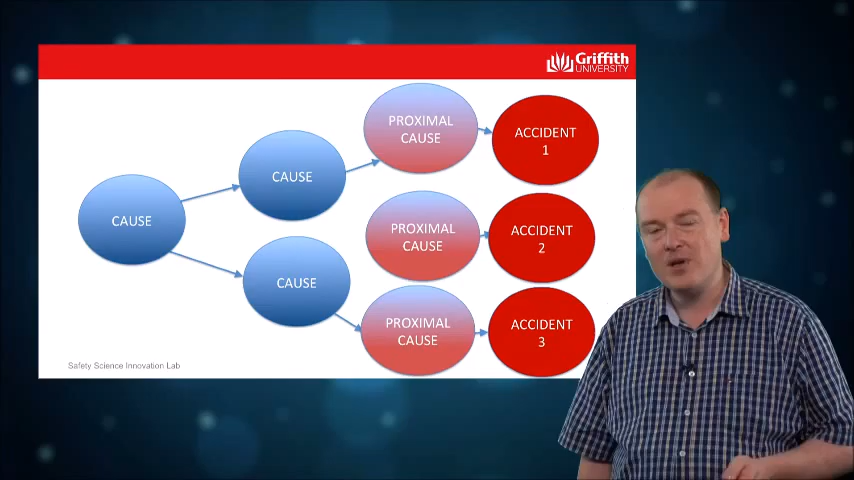 Griffith
UNIVERSITY
PROXIMAL
CAUSE
ACCIDENT
1
CAUSE
CAUSE
PROXIMAL
CAUSE
ACCIDENT
2
CAUSE
PROXIMAL
CAUSE
ACCIDENT
3
Safety Science Innovation Lab